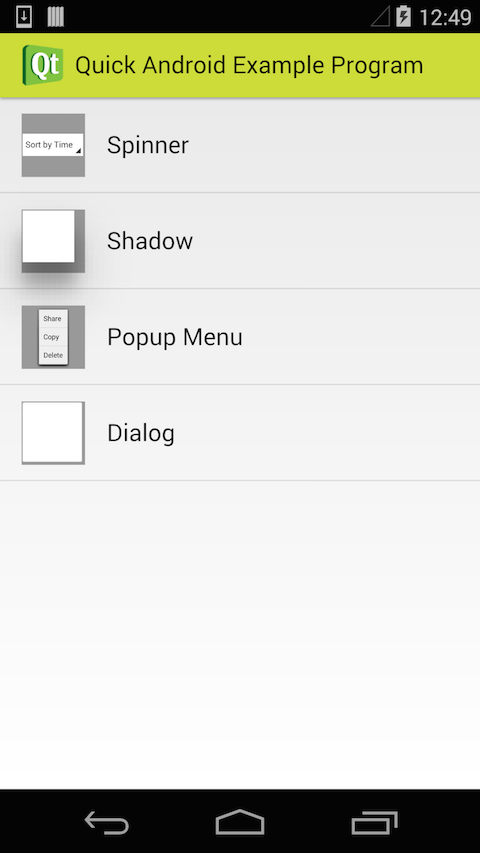 12:49
Qt Quick Android Example Program
Sort by Time
Spinner
Shadow
Share
Copy
Delete
Popup Menu
Dialog